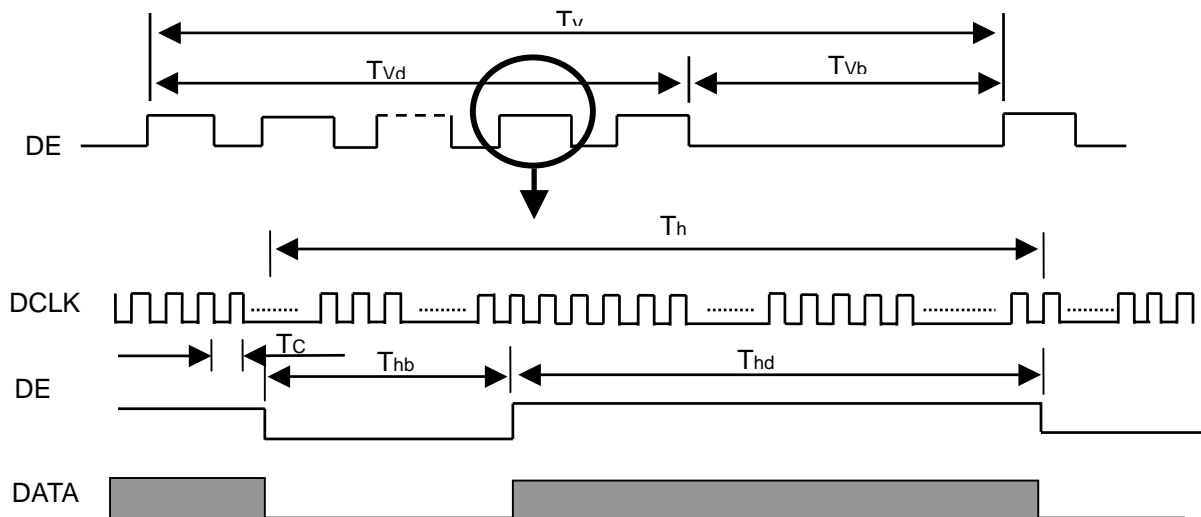 Tv
TVd
TVb
DE
Th
DCLK
TC
Thb
Thd
DE
DATA